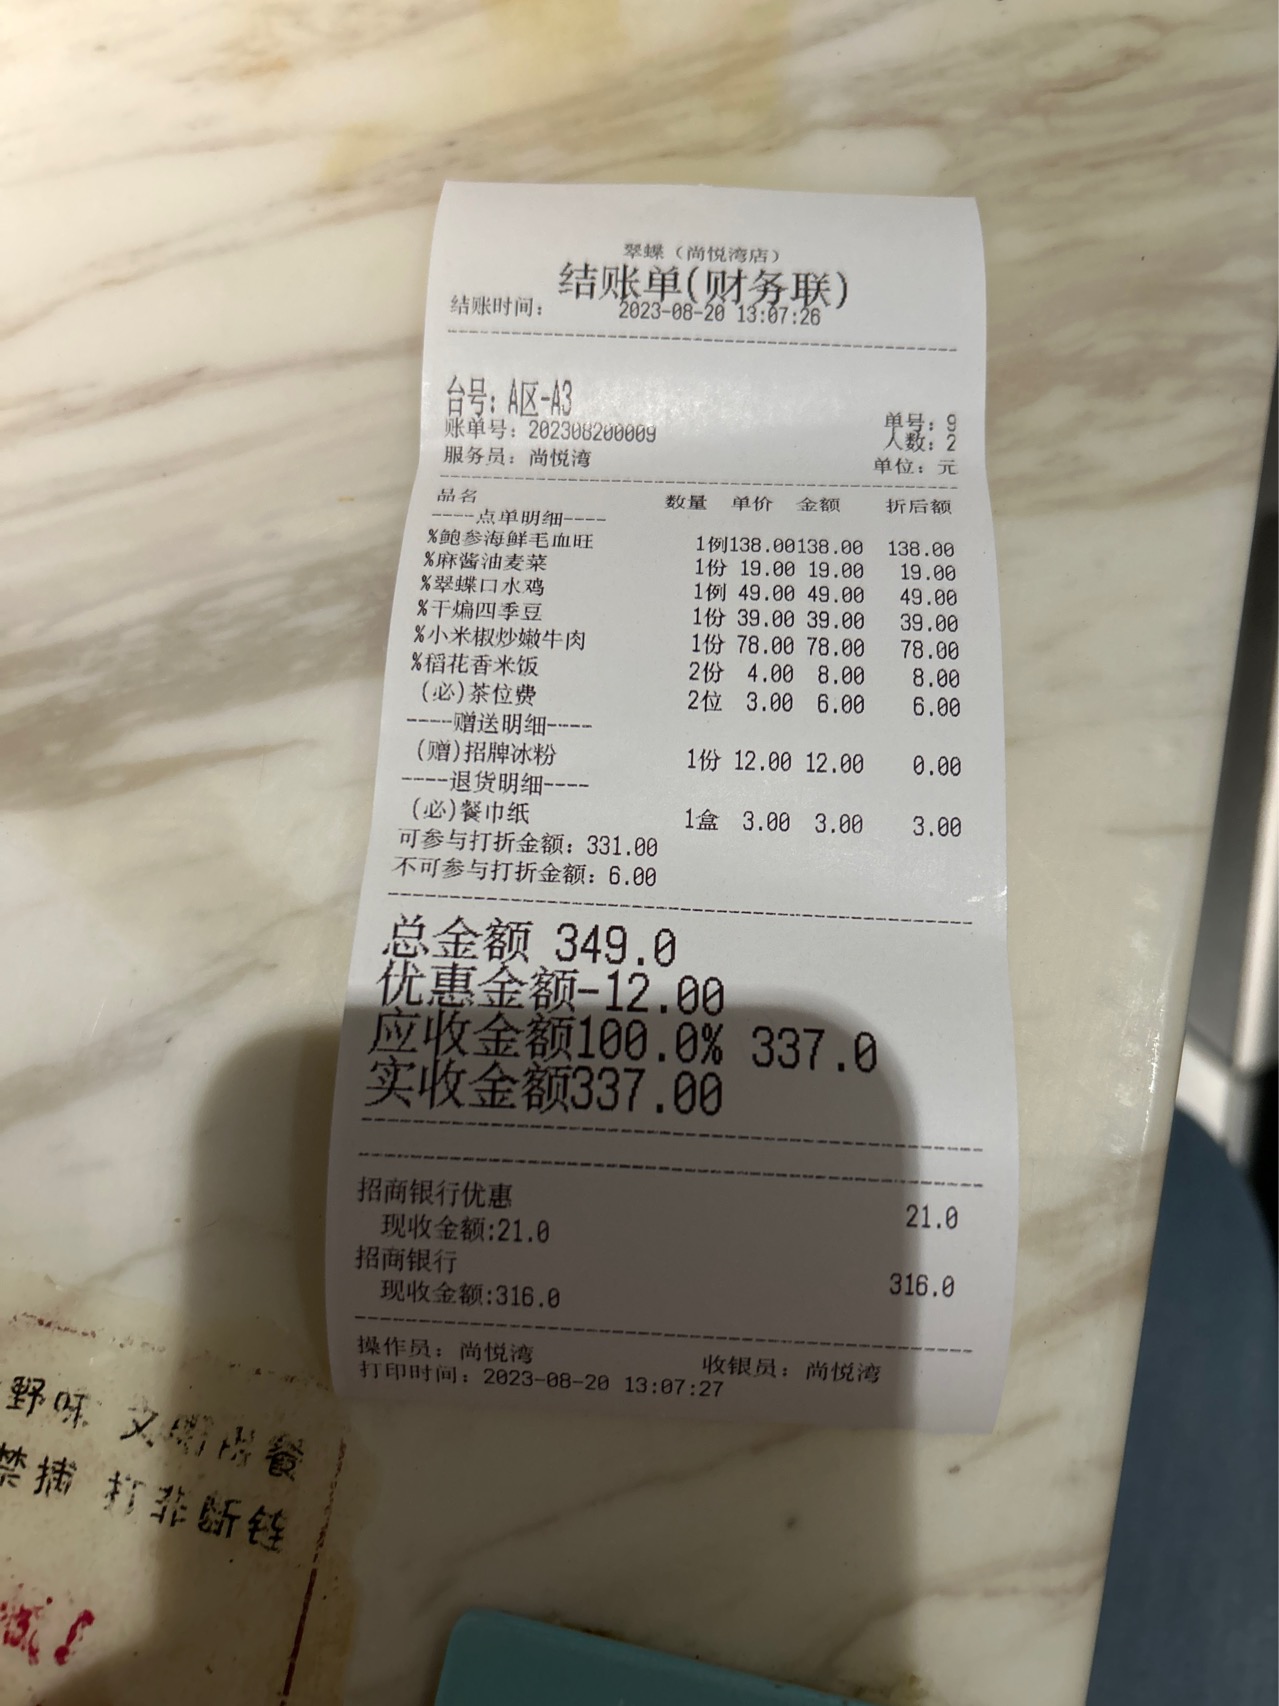 翠蝶（尚悦湾店）
结账单(财务联)
结账时间： 2023-08-20 13:07:26
台号：A区-A3
单号：9
账单号：202308200009
人数：2
服务员：尚悦湾
单位：元
品名 数量 单价 金额 折后额
----点单明细----
%鲍参海鲜毛血旺 1例138.00138.00 138.00
%麻酱油麦菜 1份 19.00 19.00 19.00
%翠蝶口水鸡 1例 49.00 49.00 49.00
%干煸四季豆 1份 39.00 39.00 39.00
%小米椒炒嫩牛肉 1份 78.00 78.00 78.00
%稻花香米饭 2份 4.00 8.00 8.00
(必)茶位费 2位 3.00 6.00 6.00
----赠送明细----
(赠)招牌冰粉 1份 12.00 12.00 0.00
----退货明细----
(必)餐巾纸 1盒 3.00 3.00 3.00
可参与打折金额：331.00
不可参与打折金额：6.00
总金额 349.0
优惠金额-12.00
应收金额100.0% 337.0
实收金额337.00
招商银行优惠 21.0
现收金额:21.0
招商银行 316.0
现收金额:316.0
操作员：尚悦湾 收银员：尚悦湾
打印时间：2023-08-20 13:07:27
野味 文明 餐
禁捕 打非断链